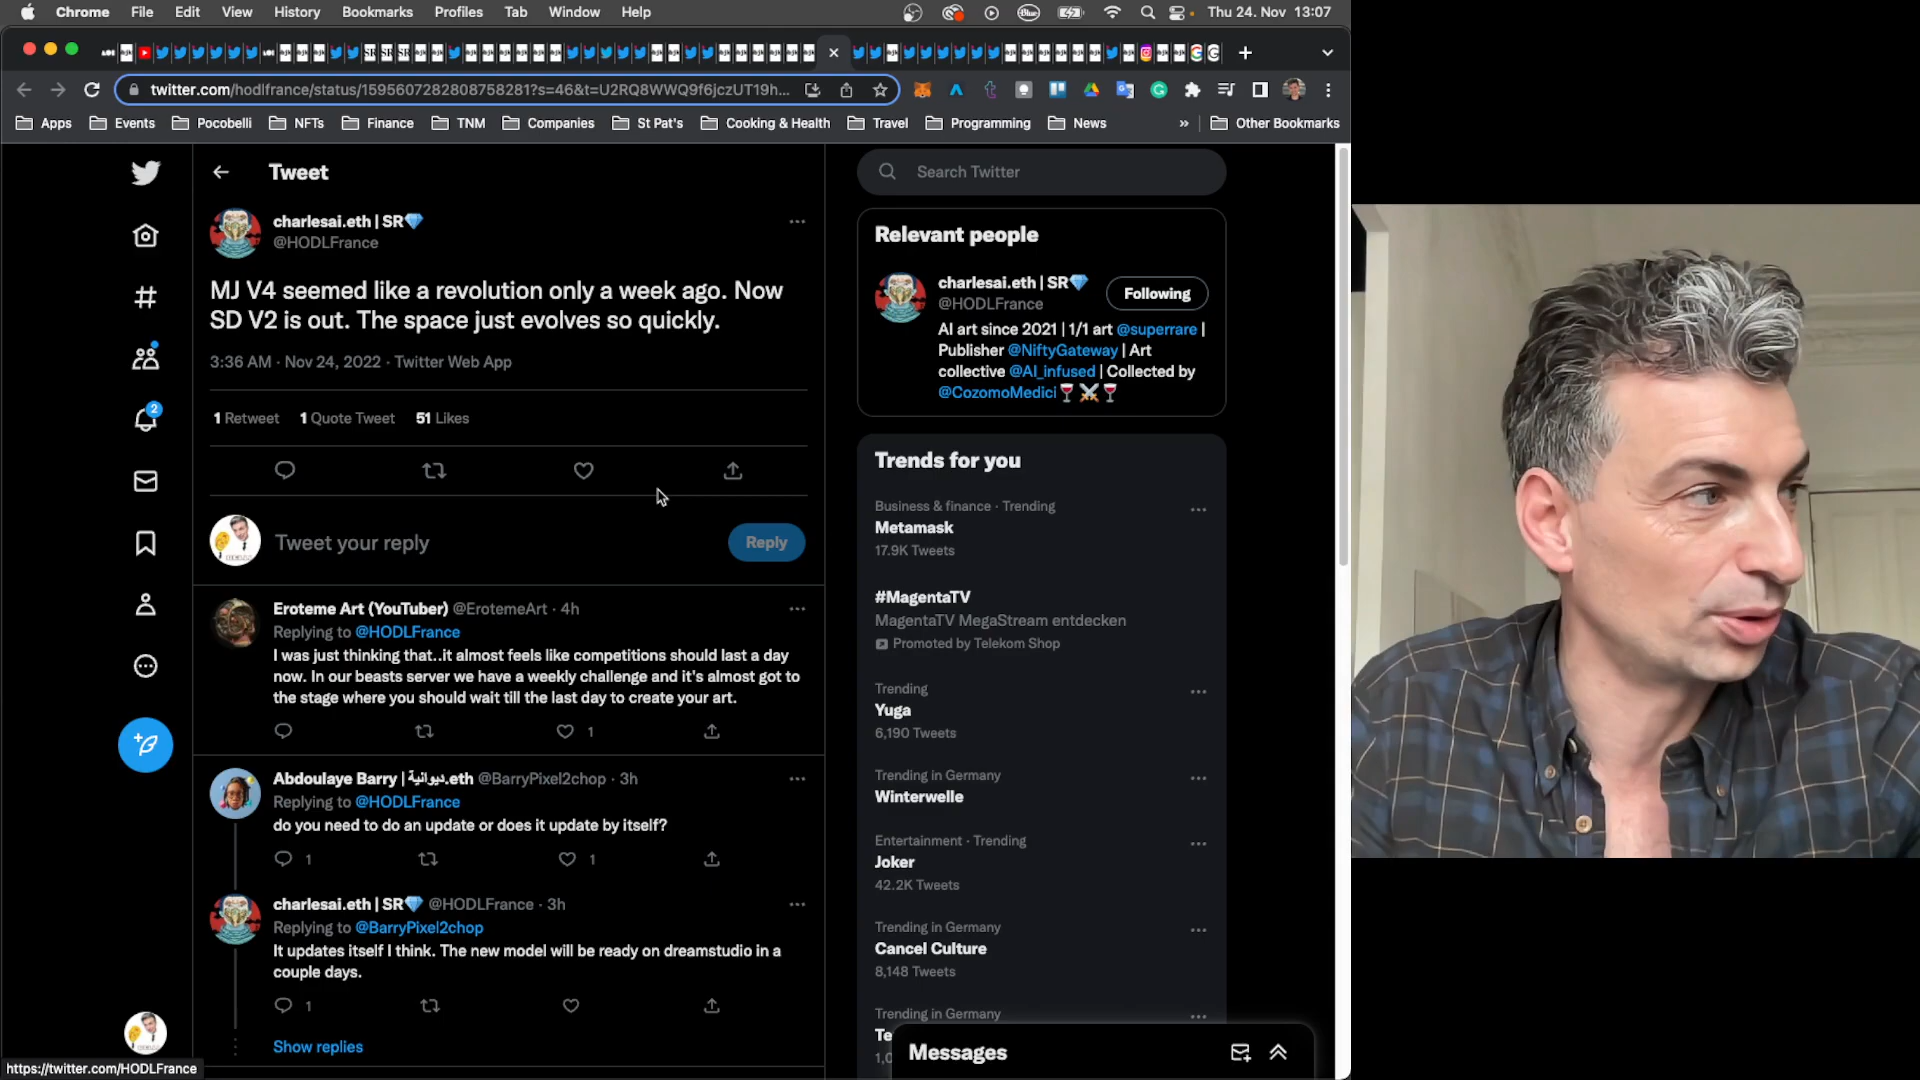 Chrome File Edit View History Bookmarks Profiles Tab Window Help
Thu 24. Nov 13:07
twitter.com/hodlfrance/status/1595607282808758281?s=46&t=U2RQ8WWQ9f6jczUT19h...
Apps Events Pocobelli NFTs Finance TNM Companies St Pat's Cooking & Health Travel Programming News » Other Bookmarks
Tweet
charlesai.eth | SR💎
@HODLFrance
MJ V4 seemed like a revolution only a week ago. Now
SD V2 is out. The space just evolves so quickly.
3:36 AM · Nov 24, 2022 · Twitter Web App
1 Retweet 1 Quote Tweet 51 Likes
Tweet your reply
Reply
Eroteme Art (YouTuber) @ErotemeArt · 4h
Replying to @HODLFrance
I was just thinking that..it almost feels like competitions should last a day
now. In our beasts server we have a weekly challenge and it's almost got to
the stage where you should wait till the last day to create your art.
1
Abdoulaye Barry | ديوانية.eth @BarryPixel2chop · 3h
Replying to @HODLFrance
do you need to do an update or does it update by itself?
1 1
charlesai.eth | SR💎 @HODLFrance · 3h
Replying to @BarryPixel2chop
It updates itself I think. The new model will be ready on dreamstudio in a
couple days.
1
Show replies
2
https://twitter.com/HODLFrance
Search Twitter
Relevant people
charlesai.eth | SR💎
@HODLFrance
Following
AI art since 2021 | 1/1 art @superrare |
Publisher @NiftyGateway | Art
collective @AI_infused | Collected by
@CozomoMedici🍷⚔️🍷
Trends for you
Business & finance · Trending
Metamask
17.9K Tweets
#MagentaTV
MagentaTV MegaStream entdecken
Promoted by Telekom Shop
Trending
Yuga
6,190 Tweets
Trending in Germany
Winterwelle
Entertainment · Trending
Joker
42.2K Tweets
Trending in Germany
Cancel Culture
8,148 Tweets
Trending in Germany
Messages